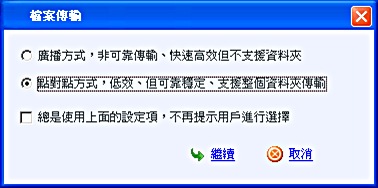 檔案傳輸
廣播方式，非可靠傳輸、快速高效但不支援資料夾
點對點方式，低效、但可靠穩定、支援整個資料夾傳輸
總是使用上面的設定項，不再提示用戶進行選擇
繼續 取消